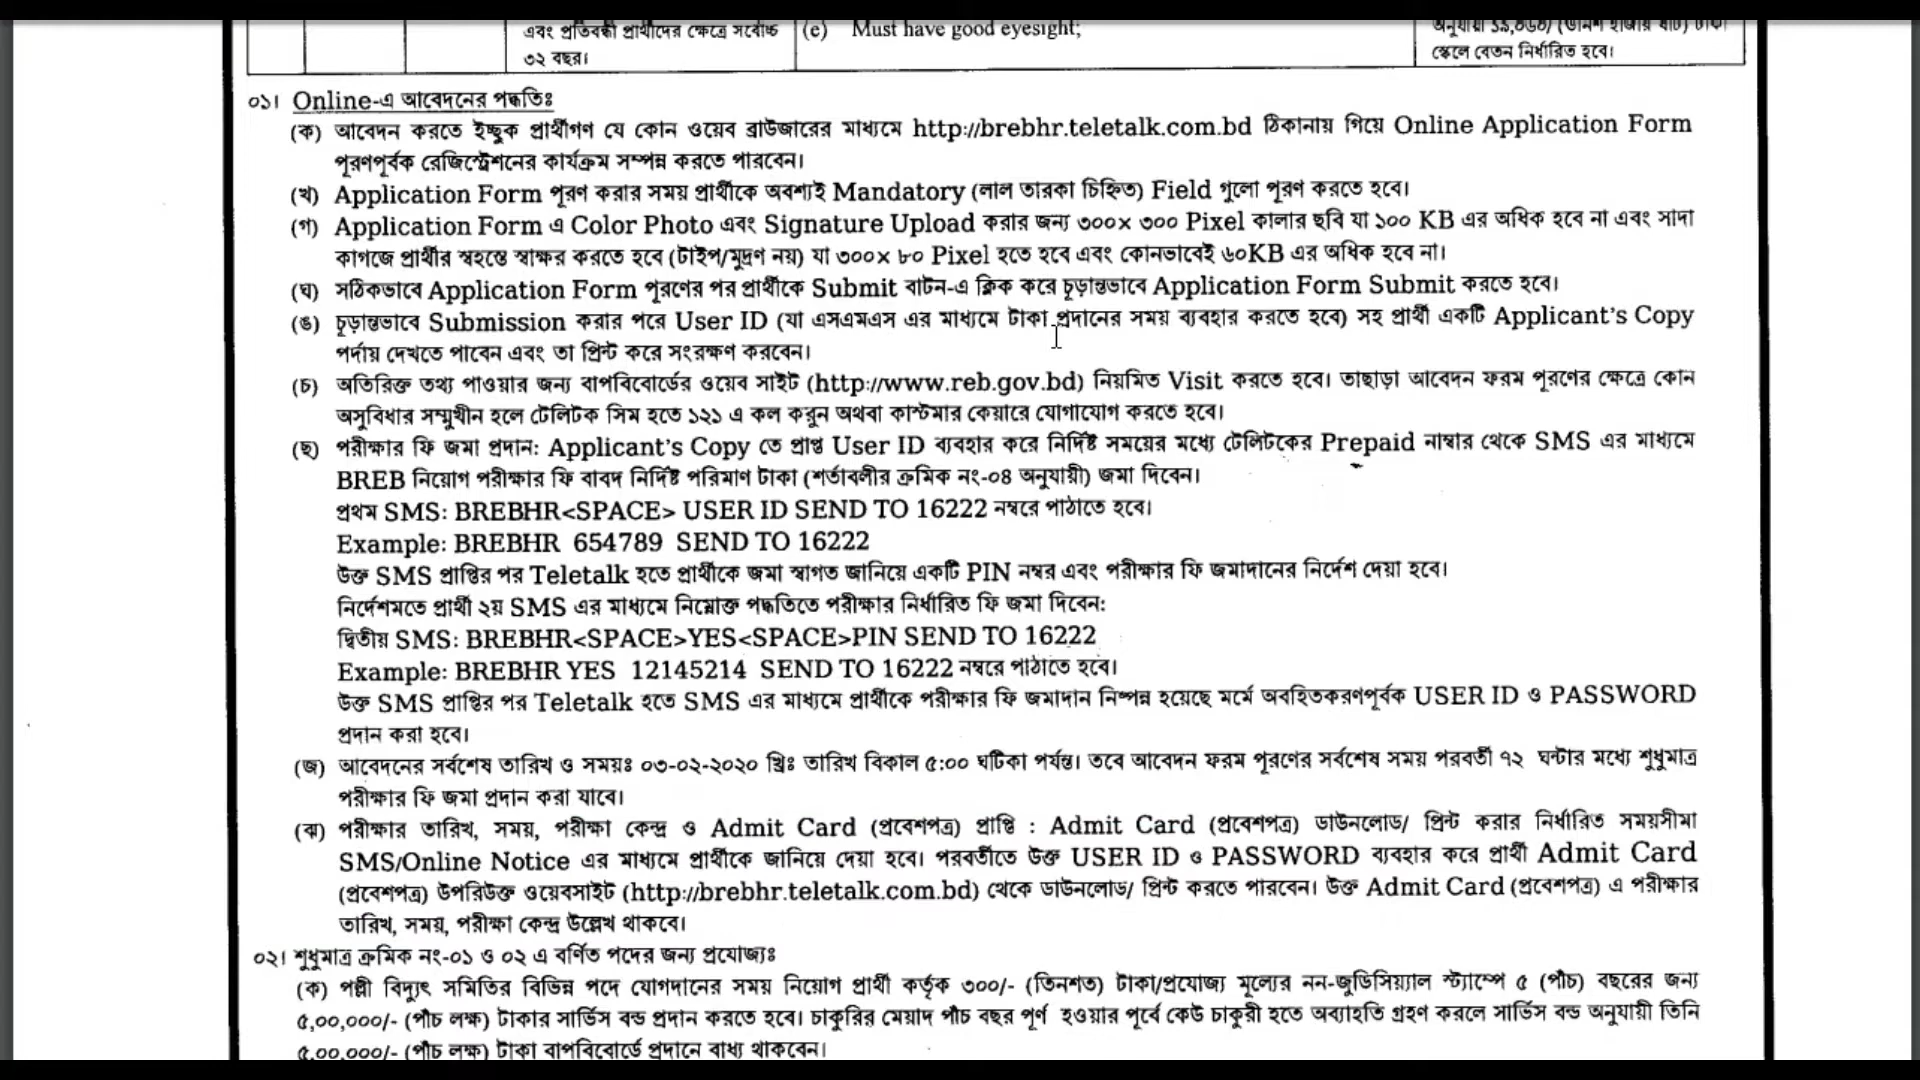 এবং প্রতিবন্ধী প্রার্থীদের ক্ষেত্রে সর্বোচ্চ
৩২ বছর।
(e) Must have good eyesight;
অনুযায়ী ১৯,০৬০/ (উনিশ হাজার ষাট) টাকা
স্কেলে বেতন নির্ধারিত হবে।
০১। Online-এ আবেদনের পদ্ধতিঃ
(ক) আবেদন করতে ইচ্ছুক প্রার্থীগণ যে কোন ওয়েব ব্রাউজারের মাধ্যমে http://brebhr.teletalk.com.bd ঠিকানায় গিয়ে Online Application Form
পূরণপূর্বক রেজিস্ট্রেশনের কার্যক্রম সম্পন্ন করতে পারবেন।
(খ) Application Form পূরণ করার সময় প্রার্থীকে অবশ্যই Mandatory (লাল তারকা চিহ্নিত) Field গুলো পূরণ করতে হবে।
(গ) Application Form এ Color Photo এবং Signature Upload করার জন্য ৩০০x ৩০০ Pixel কালার ছবি যা ১০০ KB এর অধিক হবে না এবং সাদা
কাগজে প্রার্থীর স্বহস্তে স্বাক্ষর করতে হবে (টাইপ/মুদ্রণ নয়) যা ৩০০x ৮০ Pixel হতে হবে এবং কোনভাবেই ৬০KB এর অধিক হবে না।
(ঘ) সঠিকভাবে Application Form পূরণের পর প্রার্থীকে Submit বাটন-এ ক্লিক করে চূড়ান্তভাবে Application Form Submit করতে হবে।
(ঙ) চূড়ান্তভাবে Submission করার পরে User ID (যা এসএমএস এর মাধ্যমে টাকা প্রদানের সময় ব্যবহার করতে হবে) সহ প্রার্থী একটি Applicant's Copy
পর্দায় দেখতে পাবেন এবং তা প্রিন্ট করে সংরক্ষণ করবেন।
(চ) অতিরিক্ত তথ্য পাওয়ার জন্য বাপবিবোর্ডের ওয়েব সাইট (http://www.reb.gov.bd) নিয়মিত Visit করতে হবে। তাছাড়া আবেদন ফরম পূরণের ক্ষেত্রে কোন
অসুবিধার সম্মুখীন হলে টেলিটক সিম হতে ১২১ এ কল করুন অথবা কাস্টমার কেয়ারে যোগাযোগ করতে হবে।
(ছ) পরীক্ষার ফি জমা প্রদান: Applicant's Copy তে প্রাপ্ত User ID ব্যবহার করে নির্দিষ্ট সময়ের মধ্যে টেলিটকের Prepaid নাম্বার থেকে SMS এর মাধ্যমে
BREB নিয়োগ পরীক্ষার ফি বাবদ নির্দিষ্ট পরিমাণ টাকা (শর্তাবলীর ক্রমিক নং-০৪ অনুযায়ী) জমা দিবেন।
প্রথম SMS: BREBHR<SPACE> USER ID SEND TO 16222 নম্বরে পাঠাতে হবে।
Example: BREBHR 654789 SEND TO 16222
উক্ত SMS প্রাপ্তির পর Teletalk হতে প্রার্থীকে জমা স্বাগত জানিয়ে একটি PIN নম্বর এবং পরীক্ষার ফি জমাদানের নির্দেশ দেয়া হবে।
নির্দেশমতে প্রার্থী ২য় SMS এর মাধ্যমে নিম্নোক্ত পদ্ধতিতে পরীক্ষার নির্ধারিত ফি জমা দিবেন:
দ্বিতীয় SMS: BREBHR<SPACE>YES<SPACE>PIN SEND TO 16222
Example: BREBHR YES 12145214 SEND TO 16222 নম্বরে পাঠাতে হবে।
উক্ত SMS প্রাপ্তির পর Teletalk হতে SMS এর মাধ্যমে প্রার্থীকে পরীক্ষার ফি জমাদান নিষ্পন্ন হয়েছে মর্মে অবহিতকরণপূর্বক USER ID ও PASSWORD
প্রদান করা হবে।
(জ) আবেদনের সর্বশেষ তারিখ ও সময়ঃ ০৩-০২-২০২০ খ্রিঃ তারিখ বিকাল ৫:০০ ঘটিকা পর্যন্ত। তবে আবেদন ফরম পূরণের সর্বশেষ সময় পরবর্তী ৭২ ঘন্টার মধ্যে শুধুমাত্র
পরীক্ষার ফি জমা প্রদান করা যাবে।
(ঝ) পরীক্ষার তারিখ, সময়, পরীক্ষা কেন্দ্র ও Admit Card (প্রবেশপত্র) প্রাপ্তি : Admit Card (প্রবেশপত্র) ডাউনলোড/ প্রিন্ট করার নির্ধারিত সময়সীমা
SMS/Online Notice এর মাধ্যমে প্রার্থীকে জানিয়ে দেয়া হবে। পরবর্তীতে উক্ত USER ID ও PASSWORD ব্যবহার করে প্রার্থী Admit Card
(প্রবেশপত্র) উপরিউক্ত ওয়েবসাইট (http://brebhr.teletalk.com.bd) থেকে ডাউনলোড/ প্রিন্ট করতে পারবেন। উক্ত Admit Card (প্রবেশপত্র) এ পরীক্ষার
তারিখ, সময়, পরীক্ষা কেন্দ্র উল্লেখ থাকবে।
০২। শুধুমাত্র ক্রমিক নং-০১ ও ০২ এ বর্ণিত পদের জন্য প্রযোজ্যঃ
(ক) পল্লী বিদ্যুৎ সমিতির বিভিন্ন পদে যোগদানের সময় নিয়োগ প্রার্থী কর্তৃক ৩০০/- (তিনশত) টাকা/প্রযোজ্য মূল্যের নন-জুডিসিয়াল স্ট্যাম্পে ৫ (পাঁচ) বছরের জন্য
৫,০০,০০০/- (পাঁচ লক্ষ) টাকার সার্ভিস বন্ড প্রদান করতে হবে। চাকুরির মেয়াদ পাঁচ বছর পূর্ণ হওয়ার পূর্বে কেউ চাকুরী হতে অব্যাহতি গ্রহণ করলে সার্ভিস বন্ড অনুযায়ী তিনি
৫,০০,০০০/- (পাঁচ লক্ষ) টাকা বাপবিবোর্ডে প্রদানে বাধ্য থাকবেন।